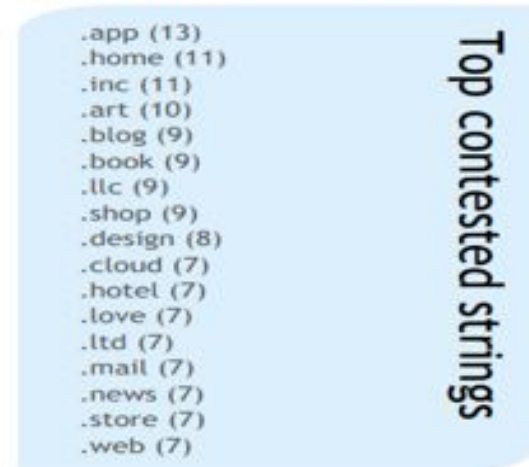 Top contested strings
.app (13)
.home (11)
.inc (11)
.art (10)
.blog (9)
.book (9)
.llc (9)
.shop (9)
.design (8)
.cloud (7)
.hotel (7)
.love (7)
.ltd (7)
.mail (7)
.news (7)
.store (7)
.web (7)